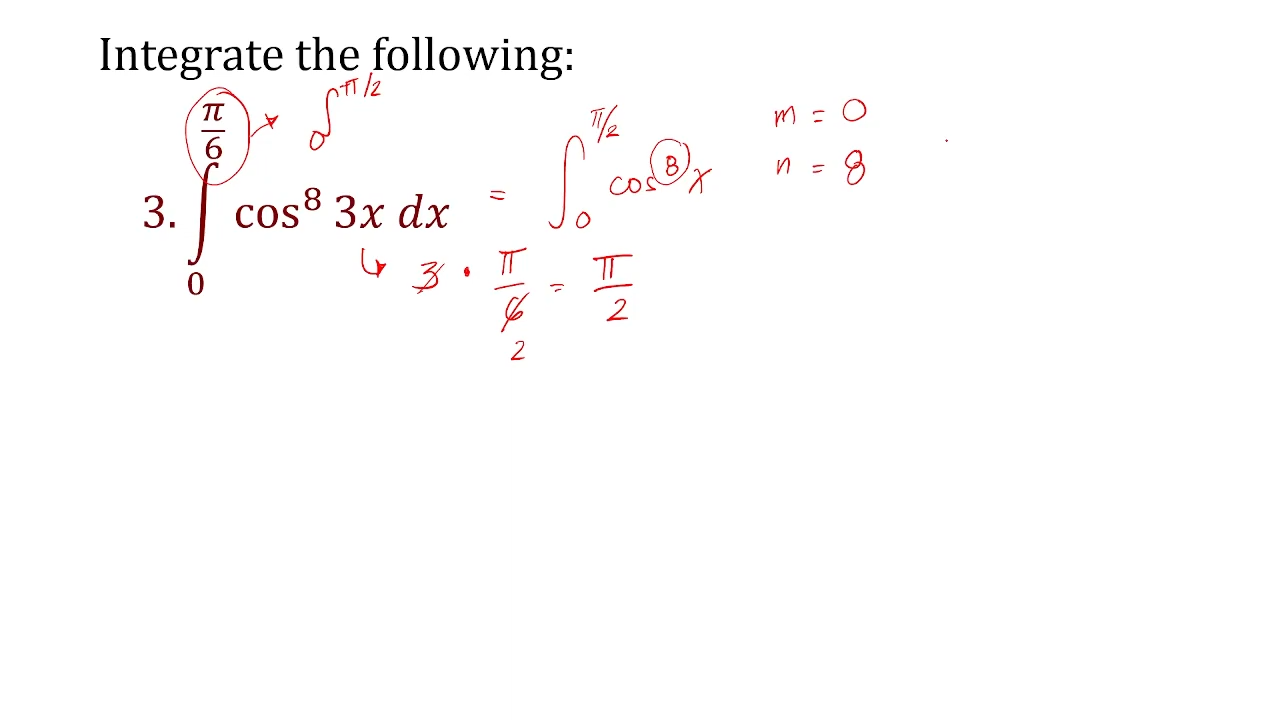 Integrate the following:
∫₀^(π/6) → ∫₀^(π/2)
3. ∫₀^(π/6) cos⁸ 3x dx = ∫₀^(π/2) cos⁸ x
m = 0
n = 8
↳ 3 · π/6 = π/2
2